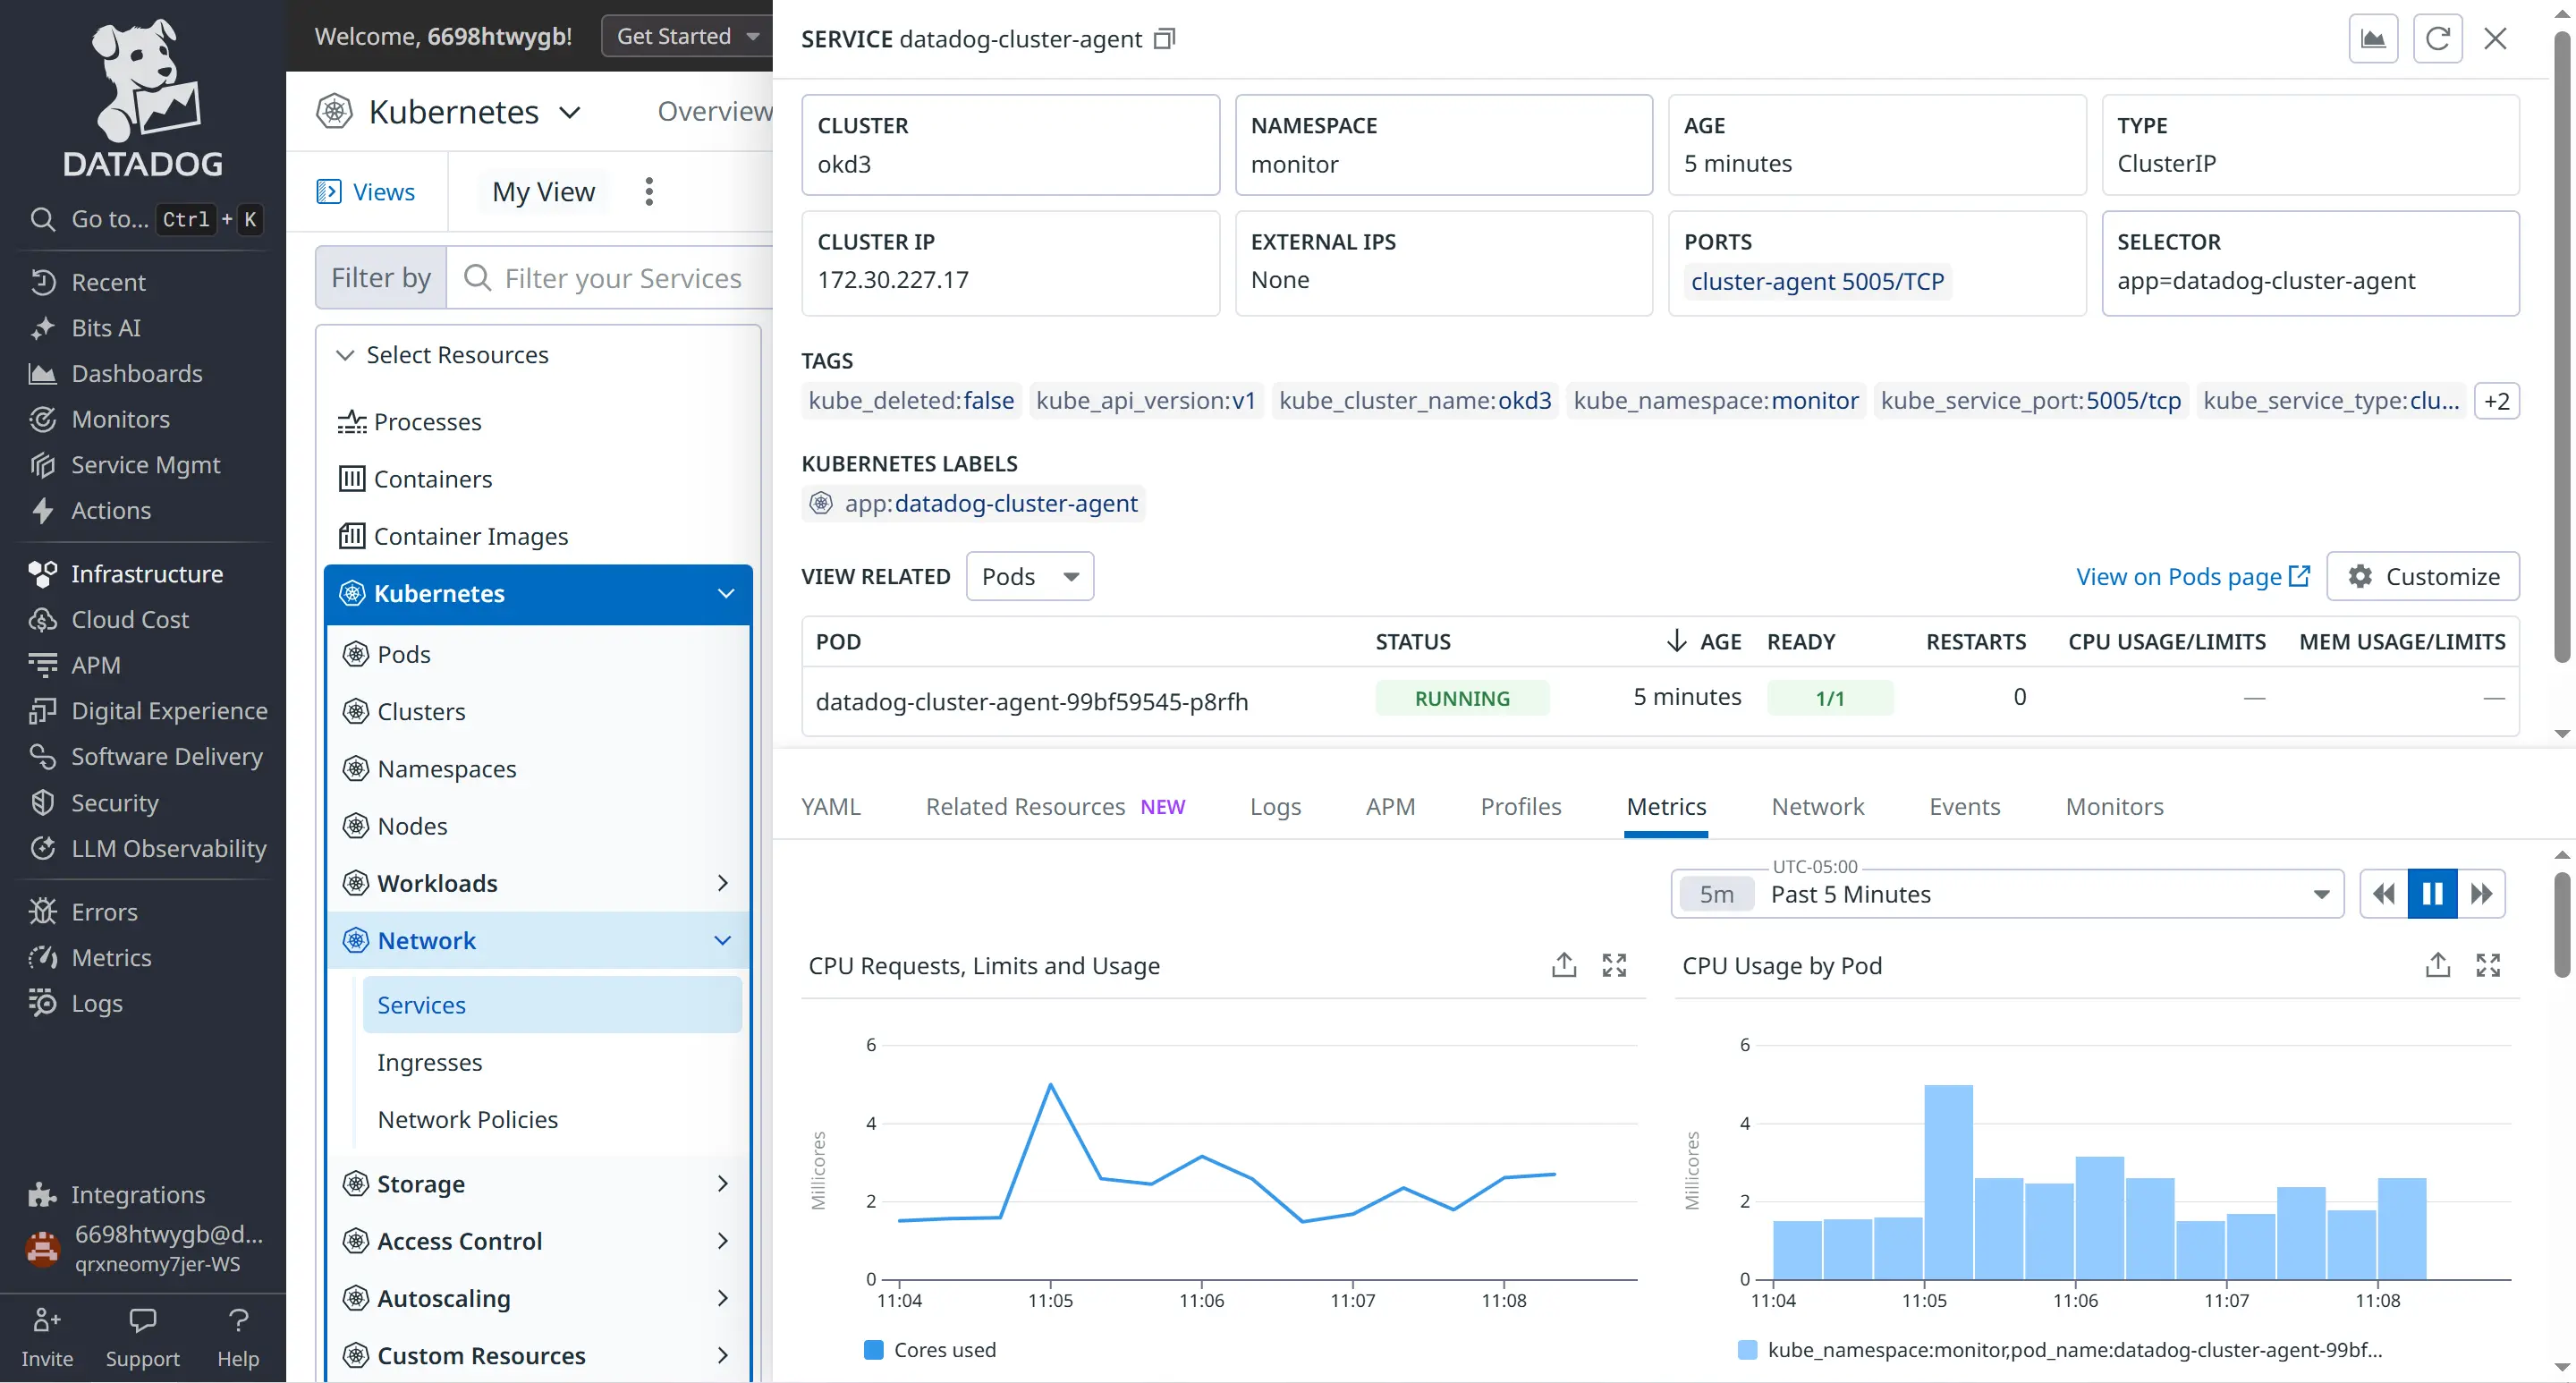 DATADOG
Go to... Ctrl + K
Recent
Bits AI
Dashboards
Monitors
Service Mgmt
Actions
Infrastructure
Cloud Cost
APM
Digital Experience
Software Delivery
Security
LLM Observability
Errors
Metrics
Logs
Integrations
6698htwygb@d...
qrxneomy7jer-WS
Invite Support Help
Welcome, 6698htwygb! Get Started
Kubernetes Overview
Views My View
Filter by Filter your Services
Select Resources
Processes
Containers
Container Images
Kubernetes
Pods
Clusters
Namespaces
Nodes
Workloads
Network
Services
Ingresses
Network Policies
Storage
Access Control
Autoscaling
Custom Resources
SERVICE datadog-cluster-agent
CLUSTER NAMESPACE AGE TYPE
okd3 monitor 5 minutes ClusterIP
CLUSTER IP EXTERNAL IPS PORTS SELECTOR
172.30.227.17 None cluster-agent 5005/TCP app=datadog-cluster-agent
TAGS
kube_deleted:false kube_api_version:v1 kube_cluster_name:okd3 kube_namespace:monitor kube_service_port:5005/tcp kube_service_type:clu... +2
KUBERNETES LABELS
app:datadog-cluster-agent
VIEW RELATED Pods View on Pods page Customize
POD STATUS AGE READY RESTARTS CPU USAGE/LIMITS MEM USAGE/LIMITS
datadog-cluster-agent-99bf59545-p8rfh RUNNING 5 minutes 1/1 0 — —
YAML Related Resources NEW Logs APM Profiles Metrics Network Events Monitors
UTC-05:00
5m Past 5 Minutes
CPU Requests, Limits and Usage
Millicores
6
4
2
0
11:04 11:05 11:06 11:07 11:08
Cores used
CPU Usage by Pod
Millicores
6
4
2
0
11:04 11:05 11:06 11:07 11:08
kube_namespace:monitor,pod_name:datadog-cluster-agent-99bf...